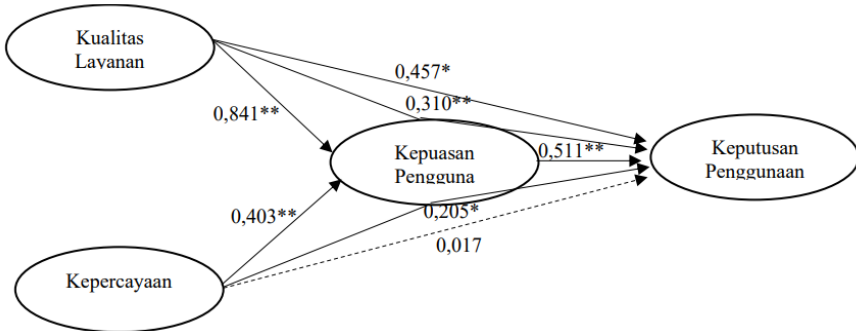 Kualitas
Layanan
0,457*
0,310**
0,841**
Kepuasan
Pengguna
0,511**
Keputusan
Penggunaan
0,403**
0,205*
0,017
Kepercayaan